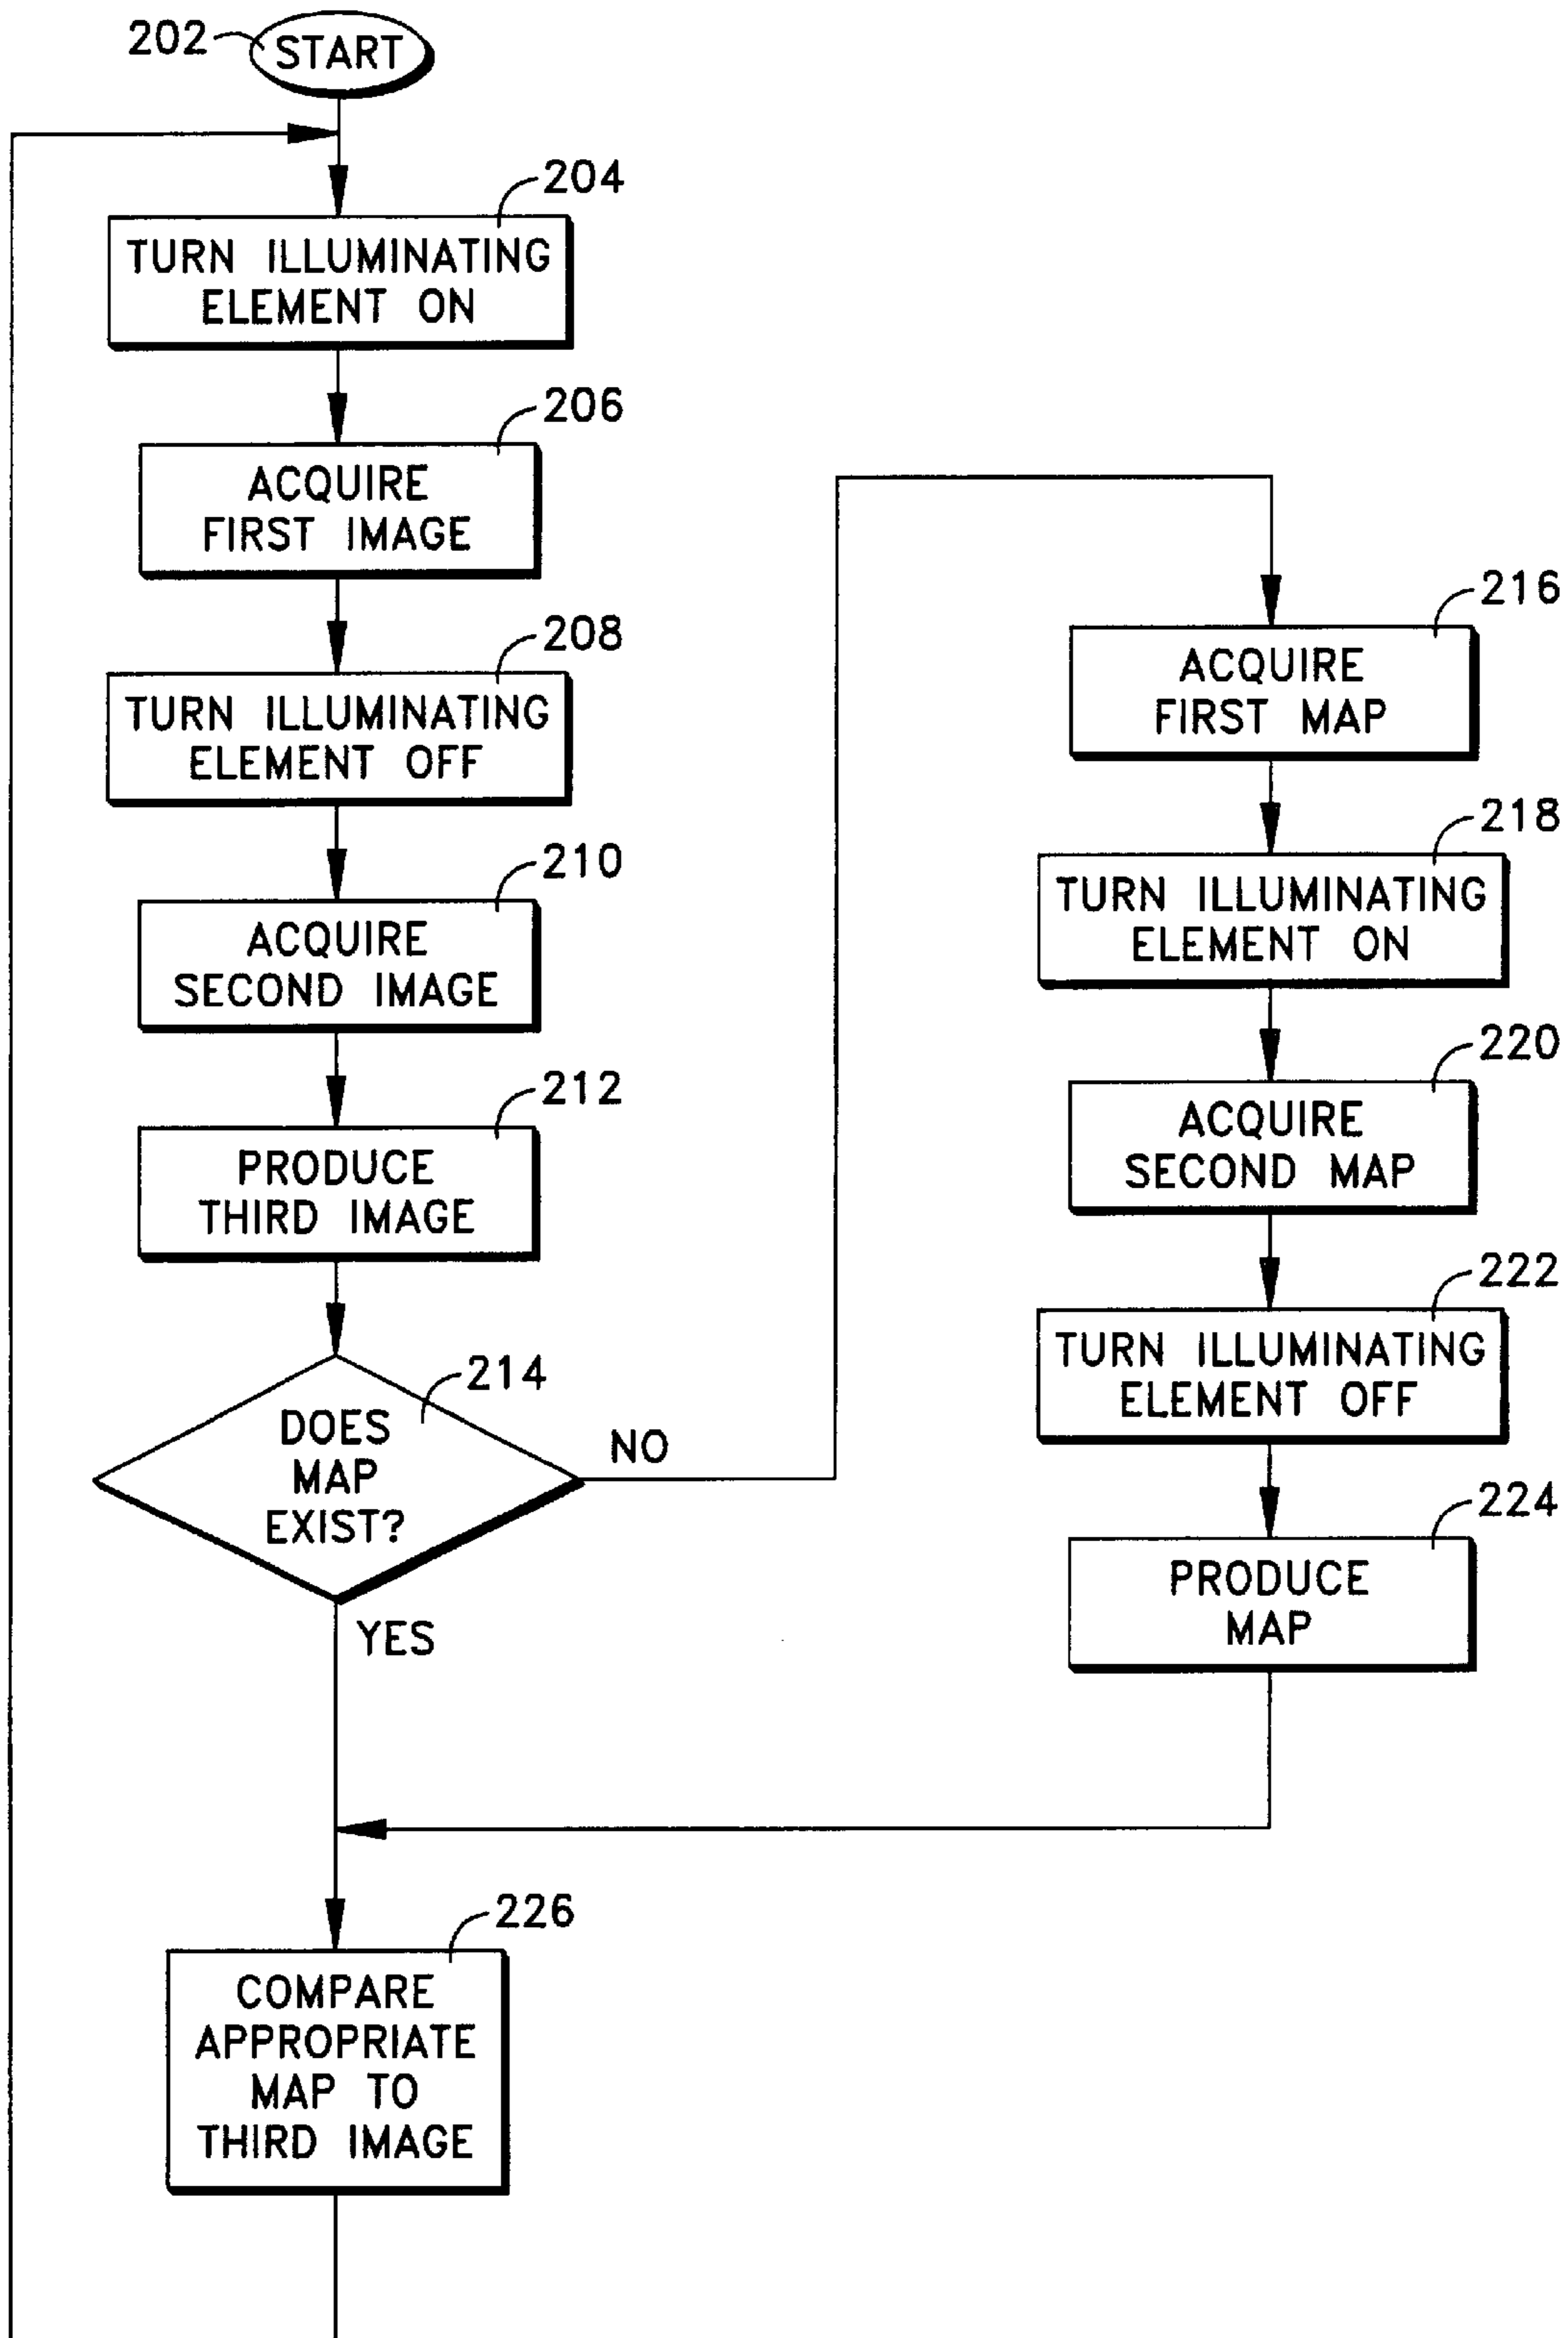 202
START
204
TURN ILLUMINATING
ELEMENT ON
206
ACQUIRE
FIRST IMAGE
208
TURN ILLUMINATING
ELEMENT OFF
210
ACQUIRE
SECOND IMAGE
212
PRODUCE
THIRD IMAGE
214
DOES
MAP
EXIST?
NO
YES
216
ACQUIRE
FIRST MAP
218
TURN ILLUMINATING
ELEMENT ON
220
ACQUIRE
SECOND MAP
222
TURN ILLUMINATING
ELEMENT OFF
224
PRODUCE
MAP
226
COMPARE
APPROPRIATE
MAP TO
THIRD IMAGE